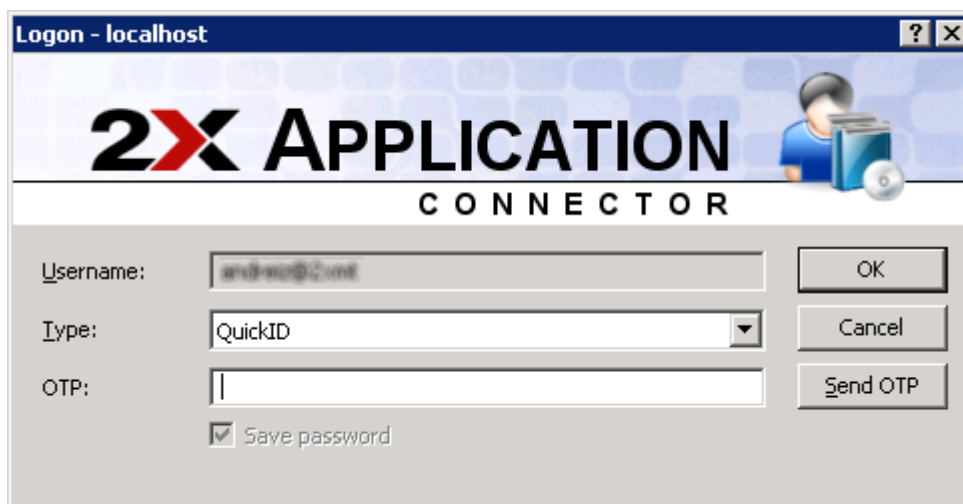 Logon - localhost
2X APPLICATION
CONNECTOR
Username:
OK
Type: QuickID
Cancel
OTP:
Send OTP
Save password